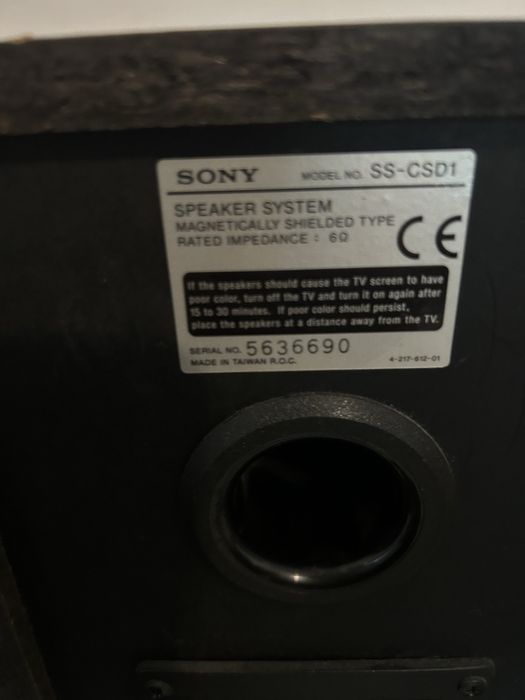 SONY MODEL NO. SS-CSD1
SPEAKER SYSTEM
MAGNETICALLY SHIELDED TYPE
RATED IMPEDANCE : 6Ω
CE
If the speakers should cause the TV screen to have
poor color, turn off the TV and turn it on again after
15 to 30 minutes. If poor color should persist,
place the speakers at a distance away from the TV.
SERIAL NO. 5636690
MADE IN TAIWAN R.O.C. 4-217-612-01